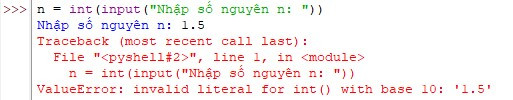 >>> n = int(input("Nhập số nguyên n: "))
Nhập số nguyên n: 1.5
Traceback (most recent call last):
  File "<pyshell#2>", line 1, in <module>
    n = int(input("Nhập số nguyên n: "))
ValueError: invalid literal for int() with base 10: '1.5'